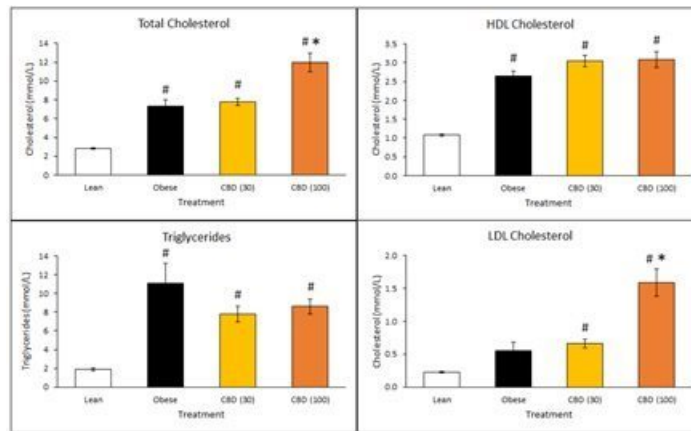 Total Cholesterol
# *
14
12
10
8
6
4
2
0
#
#
Cholesterol (mmol/L)
Lean
Obese
CBD (30)
CBD (100)
Treatment
HDL Cholesterol
3.5
3.0
2.5
2.0
1.5
1.0
0.5
0.0
#
#
#
Cholesterol (mmol/L)
Lean
Obese
CBD (30)
CBD (100)
Treatment
Triglycerides
14
12
10
8
6
4
2
0
#
#
#
Triglycerides (mmol/L)
Lean
Obese
CBD (30)
CBD (100)
Treatment
LDL Cholesterol
2.0
1.5
1.0
0.5
0.0
#
# *
Cholesterol (mmol/L)
Lean
Obese
CBD (30)
CBD (100)
Treatment